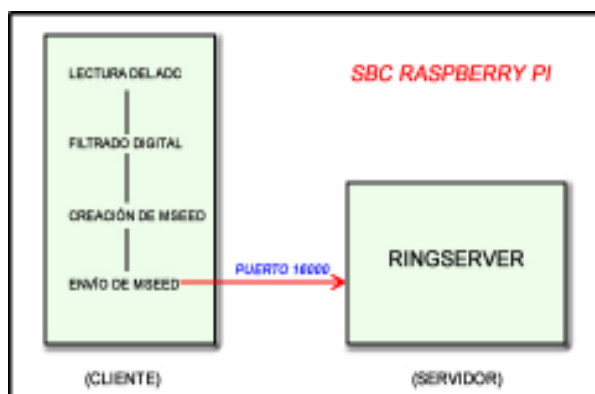 LECTURA DEL ADC
SBC RASPBERRY PI
FILTRADO DIGITAL
CREACIÓN DE MSEED
ENVÍO DE MSEED
PUERTO 16000
RINGSERVER
(CLIENTE)
(SERVIDOR)